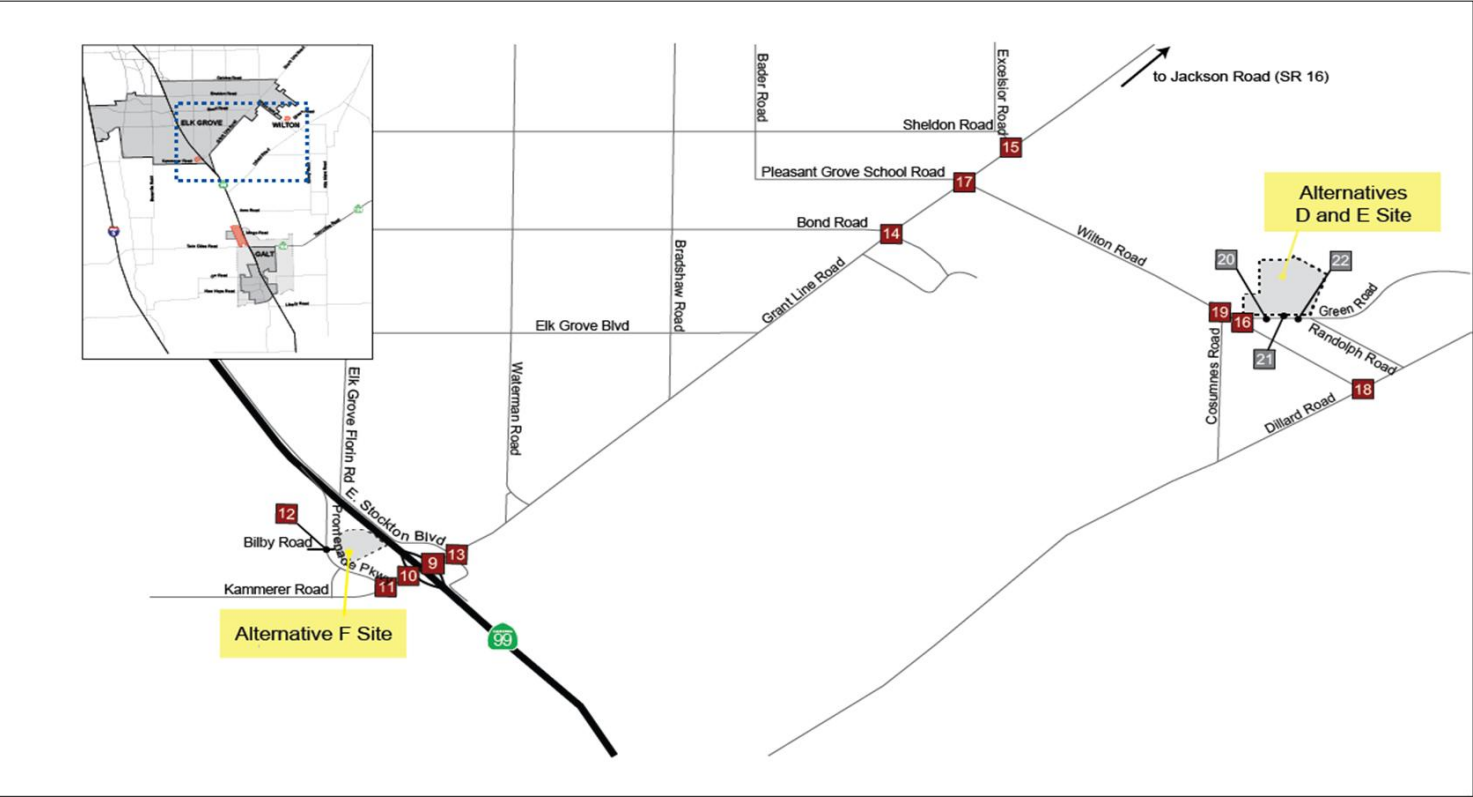 Bader Road
Excelsior Road
to Jackson Road (SR 16)
Sheldon Road
15
ELK GROVE
WILTON
GALT
Pleasant Grove School Road
17
Alternatives
D and E Site
Bond Road
14
Wilton Road
20
22
Bradshaw Road
Grant Line Road
Green Road
19
16
21
Randolph Road
Elk Grove Blvd
Waterman Road
Cosumnes Road
18
Dillard Road
Elk Grove Florin Rd
E. Stockton Blvd
12
Promenade Pkwy
Bilby Road
13
9
10
11
Kammerer Road
Alternative F Site
99